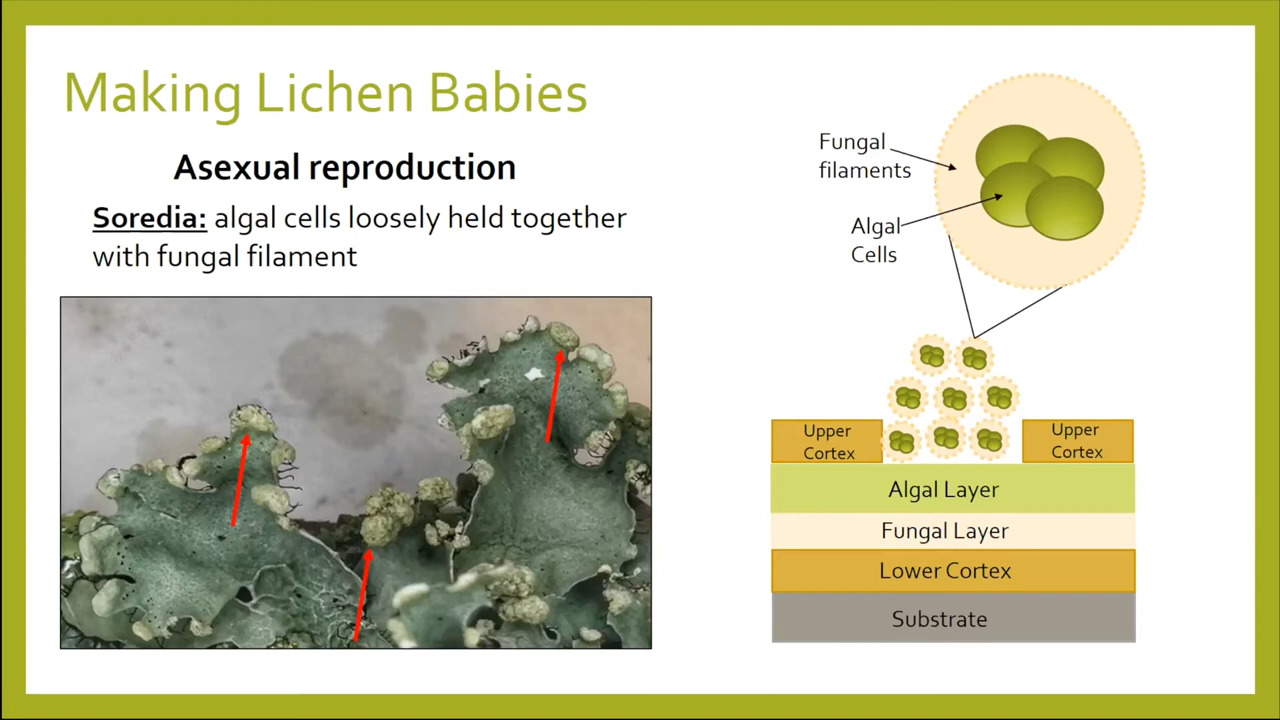 Making Lichen Babies
Asexual reproduction
Soredia: algal cells loosely held together
with fungal filament
Fungal
filaments
Algal
Cells
Upper
Cortex
Upper
Cortex
Algal Layer
Fungal Layer
Lower Cortex
Substrate